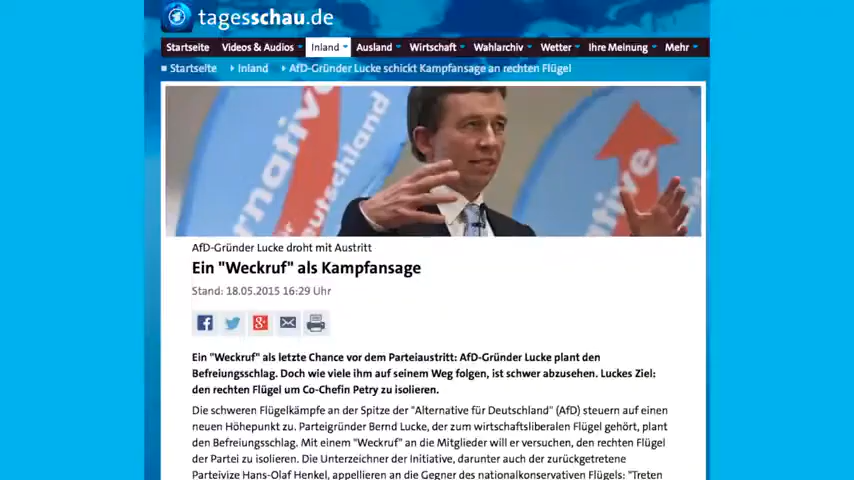 tagesschau.de
Startseite Videos & Audios Inland Ausland Wirtschaft Wahlarchiv Wetter Ihre Meinung Mehr
Startseite Inland AfD-Gründer Lucke schickt Kampfansage an rechten Flügel
rnative
für
Deutschland
ative
AfD-Gründer Lucke droht mit Austritt
Ein "Weckruf" als Kampfansage
Stand: 18.05.2015 16:29 Uhr
Ein "Weckruf" als letzte Chance vor dem Parteiaustritt: AfD-Gründer Lucke plant den
Befreiungsschlag. Doch wie viele ihm auf seinem Weg folgen, ist schwer abzusehen. Luckes Ziel:
den rechten Flügel um Co-Chefin Petry zu isolieren.
Die schweren Flügelkämpfe an der Spitze der "Alternative für Deutschland" (AfD) steuern auf einen
neuen Höhepunkt zu. Parteigründer Bernd Lucke, der zum wirtschaftsliberalen Flügel gehört, plant
den Befreiungsschlag. Mit einem "Weckruf" an die Mitglieder will er versuchen, den rechten Flügel
der Partei zu isolieren. Die Unterzeichner der Initiative, darunter auch der zurückgetretene
Parteivize Hans-Olaf Henkel, appellieren an die Gegner des nationalkonservativen Flügels: "Treten